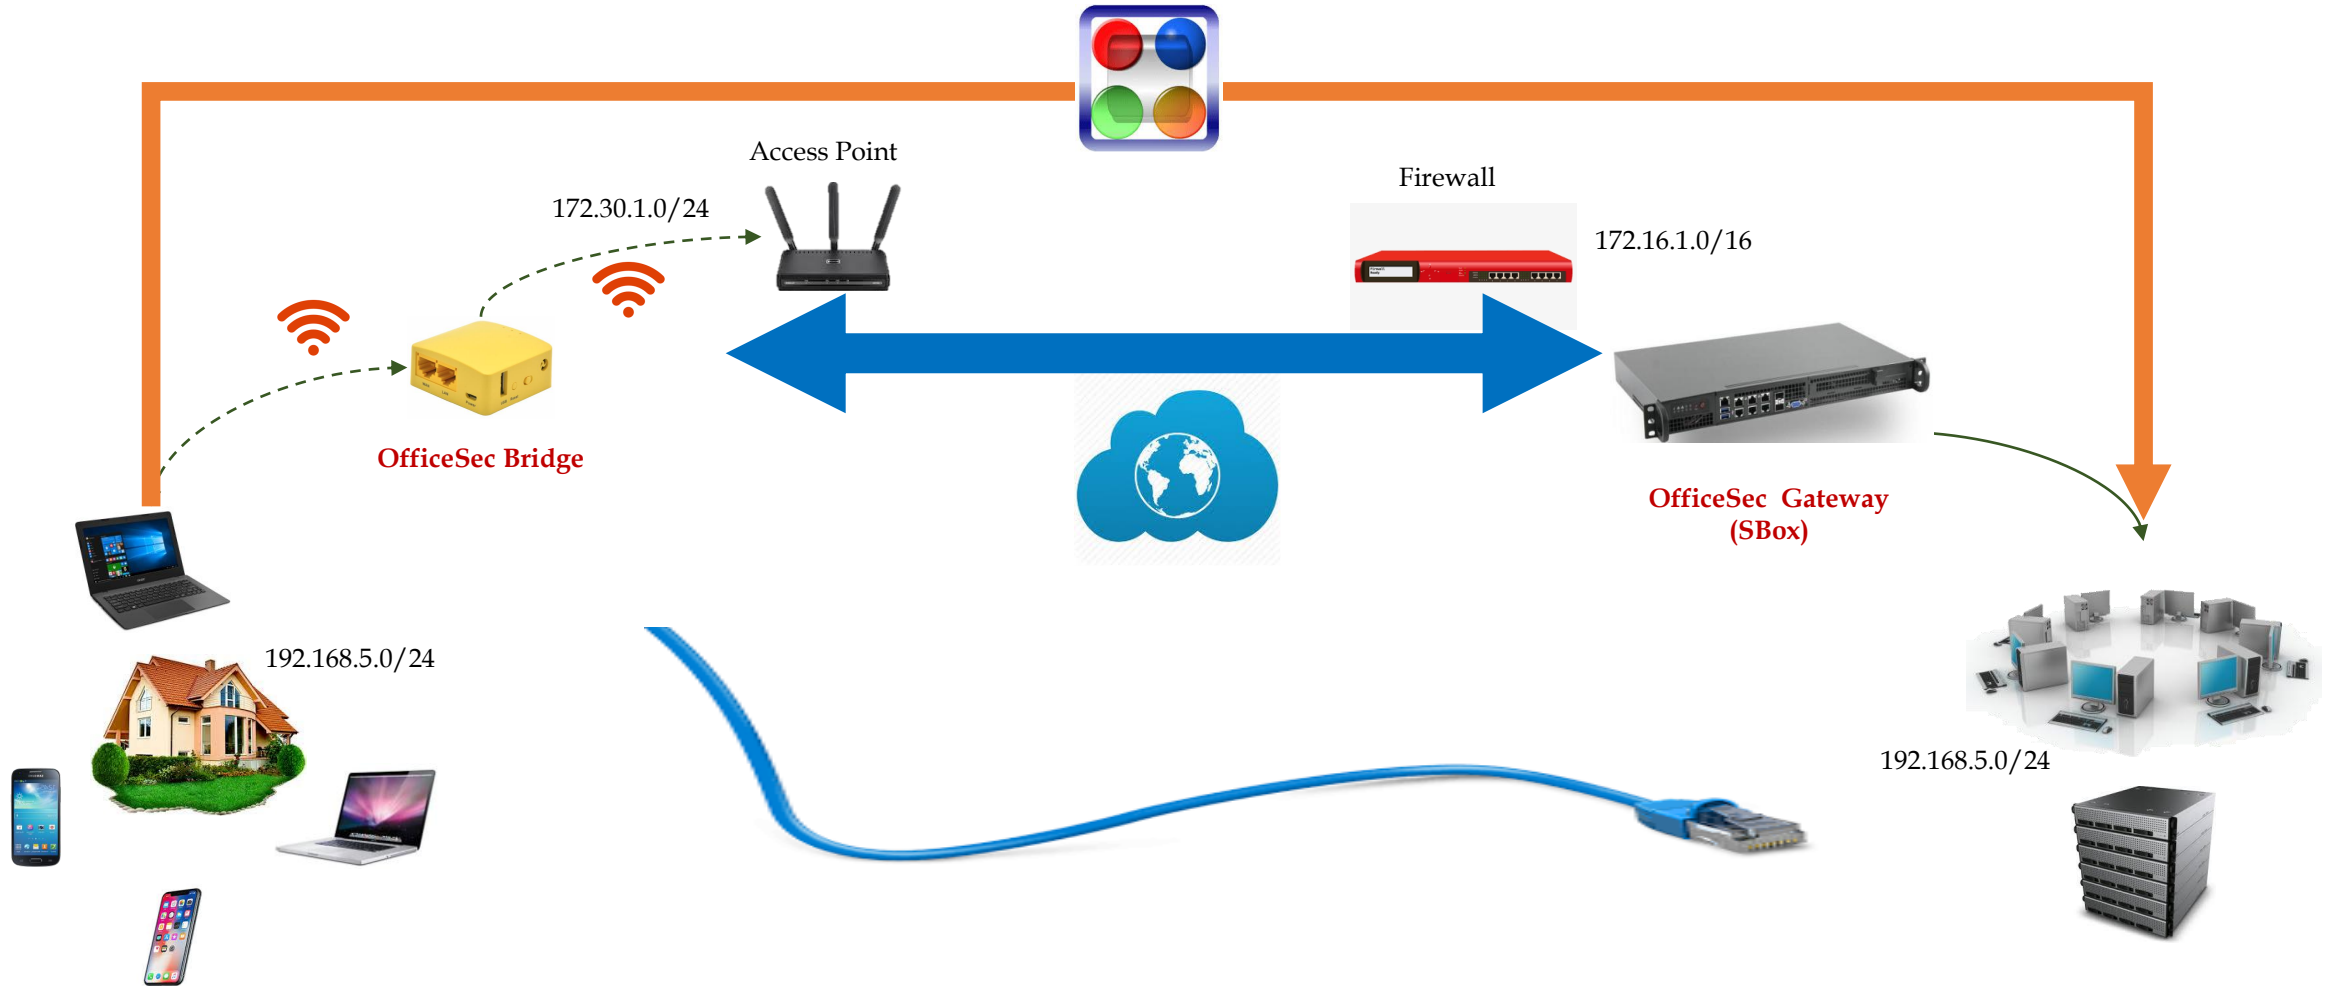 Access Point
Firewall
172.30.1.0/24
172.16.1.0/16
OfficeSec Bridge
OfficeSec Gateway
(SBox)
192.168.5.0/24
192.168.5.0/24